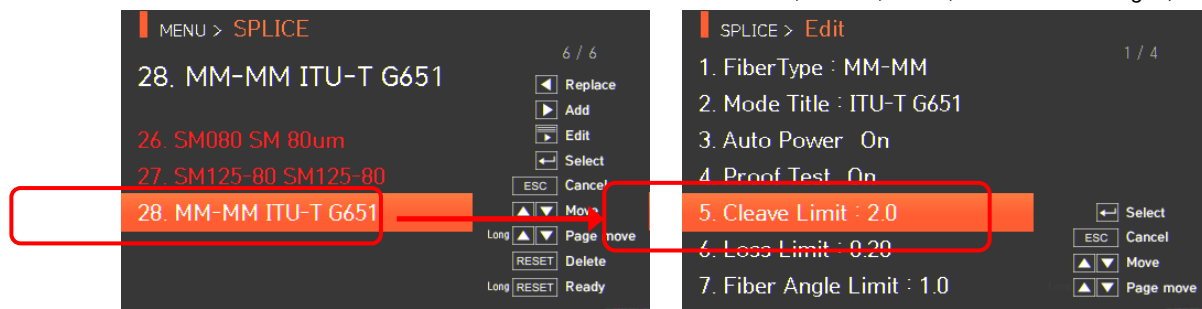 MENU > SPLICE
6 / 6
28. MM-MM ITU-T G651
Replace
Add
26. SM080 SM 80um
Edit
Select
27. SM125-80 SM125-80
ESC Cancel
28. MM-MM ITU-T G651
Move
Long Page move
RESET Delete
Long RESET Ready
SPLICE > Edit
1 / 4
1. FiberType : MM-MM
2. Mode Title : ITU-T G651
3. Auto Power On
4. Proof Test On
5. Cleave Limit : 2.0
6. Loss Limit : 0.20
7. Fiber Angle Limit : 1.0
Select
ESC Cancel
Move
Page move